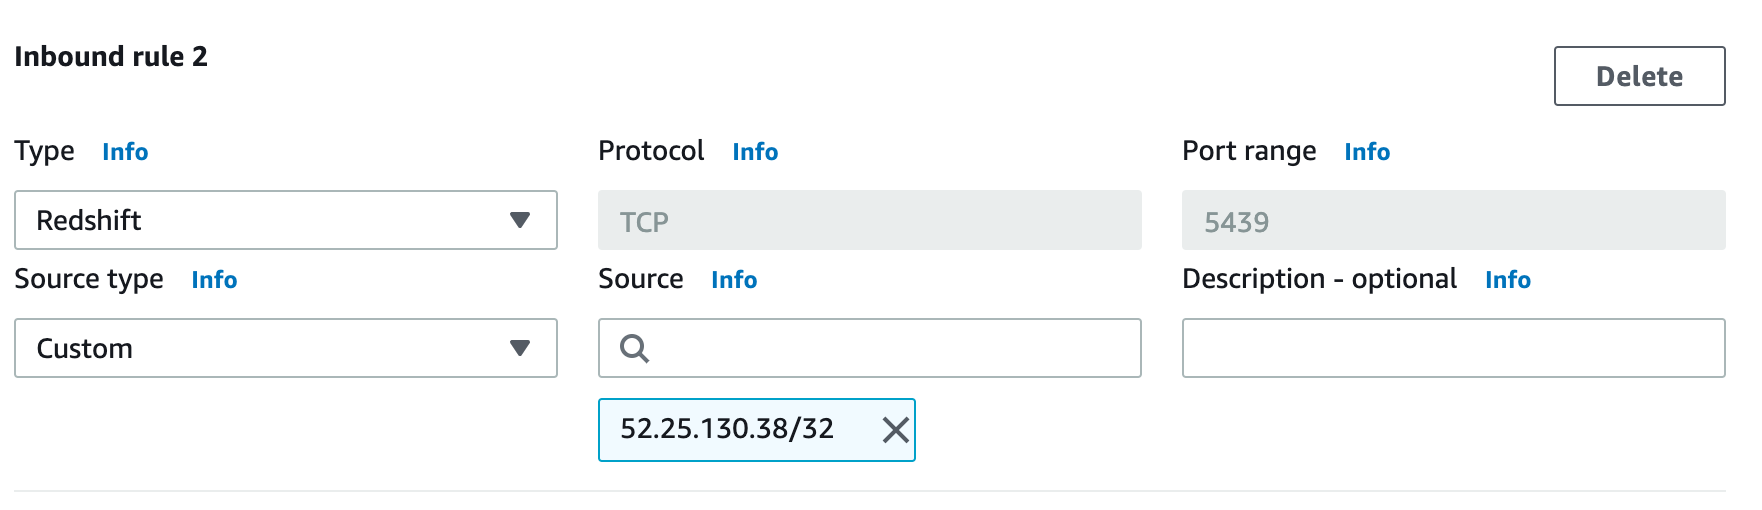 Inbound rule 2
Delete
Type Info
Protocol Info
Port range Info
Redshift
TCP
5439
Source type Info
Source Info
Description - optional Info
Custom
52.25.130.38/32